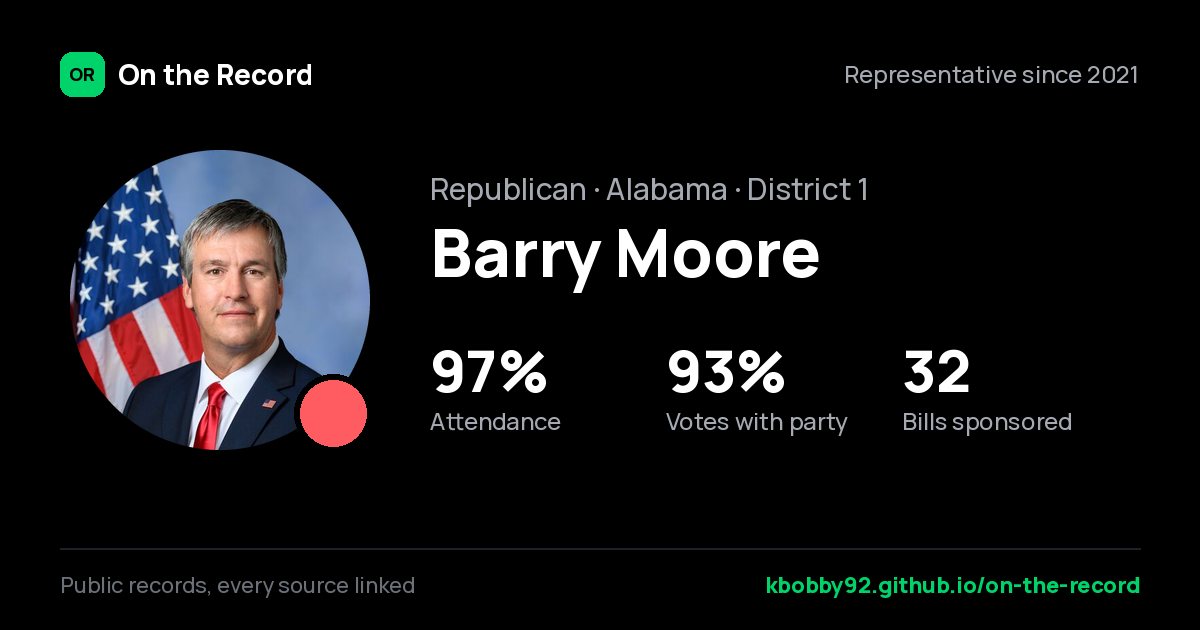 OR On the Record
Representative since 2021
Republican · Alabama · District 1
Barry Moore
97% 93% 32
Attendance Votes with party Bills sponsored
Public records, every source linked
kbobby92.github.io/on-the-record